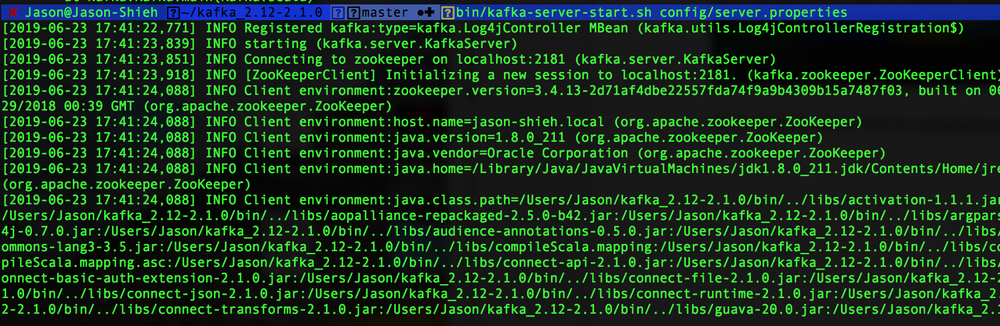 at kafka.Kafka.main(Kafka.scala)
✘ Jason@Jason-Shieh ? ~/kafka_2.12-2.1.0 ? ? master ●✚ ? bin/kafka-server-start.sh config/server.properties
[2019-06-23 17:41:22,771] INFO Registered kafka:type=kafka.Log4jController MBean (kafka.utils.Log4jControllerRegistration$)
[2019-06-23 17:41:23,839] INFO starting (kafka.server.KafkaServer)
[2019-06-23 17:41:23,851] INFO Connecting to zookeeper on localhost:2181 (kafka.server.KafkaServer)
[2019-06-23 17:41:23,918] INFO [ZooKeeperClient] Initializing a new session to localhost:2181. (kafka.zookeeper.ZooKeeperClient)
[2019-06-23 17:41:24,088] INFO Client environment:zookeeper.version=3.4.13-2d71af4dbe22557fda74f9a9b4309b15a7487f03, built on 06
29/2018 00:39 GMT (org.apache.zookeeper.ZooKeeper)
[2019-06-23 17:41:24,088] INFO Client environment:host.name=jason-shieh.local (org.apache.zookeeper.ZooKeeper)
[2019-06-23 17:41:24,088] INFO Client environment:java.version=1.8.0_211 (org.apache.zookeeper.ZooKeeper)
[2019-06-23 17:41:24,088] INFO Client environment:java.vendor=Oracle Corporation (org.apache.zookeeper.ZooKeeper)
[2019-06-23 17:41:24,088] INFO Client environment:java.home=/Library/Java/JavaVirtualMachines/jdk1.8.0_211.jdk/Contents/Home/jre
(org.apache.zookeeper.ZooKeeper)
[2019-06-23 17:41:24,088] INFO Client environment:java.class.path=/Users/Jason/kafka_2.12-2.1.0/bin/../libs/activation-1.1.1.jar
/Users/Jason/kafka_2.12-2.1.0/bin/../libs/aopalliance-repackaged-2.5.0-b42.jar:/Users/Jason/kafka_2.12-2.1.0/bin/../libs/argpars
4j-0.7.0.jar:/Users/Jason/kafka_2.12-2.1.0/bin/../libs/audience-annotations-0.5.0.jar:/Users/Jason/kafka_2.12-2.1.0/bin/../libs/
ommons-lang3-3.5.jar:/Users/Jason/kafka_2.12-2.1.0/bin/../libs/compileScala.mapping:/Users/Jason/kafka_2.12-2.1.0/bin/../libs/co
pileScala.mapping.asc:/Users/Jason/kafka_2.12-2.1.0/bin/../libs/connect-api-2.1.0.jar:/Users/Jason/kafka_2.12-2.1.0/bin/../libs/
onnect-basic-auth-extension-2.1.0.jar:/Users/Jason/kafka_2.12-2.1.0/bin/../libs/connect-file-2.1.0.jar:/Users/Jason/kafka_2.12-2
1.0/bin/../libs/connect-json-2.1.0.jar:/Users/Jason/kafka_2.12-2.1.0/bin/../libs/connect-runtime-2.1.0.jar:/Users/Jason/kafka_2.
2-2.1.0/bin/../libs/connect-transforms-2.1.0.jar:/Users/Jason/kafka_2.12-2.1.0/bin/../libs/guava-20.0.jar:/Users/Jason/kafka_2.1